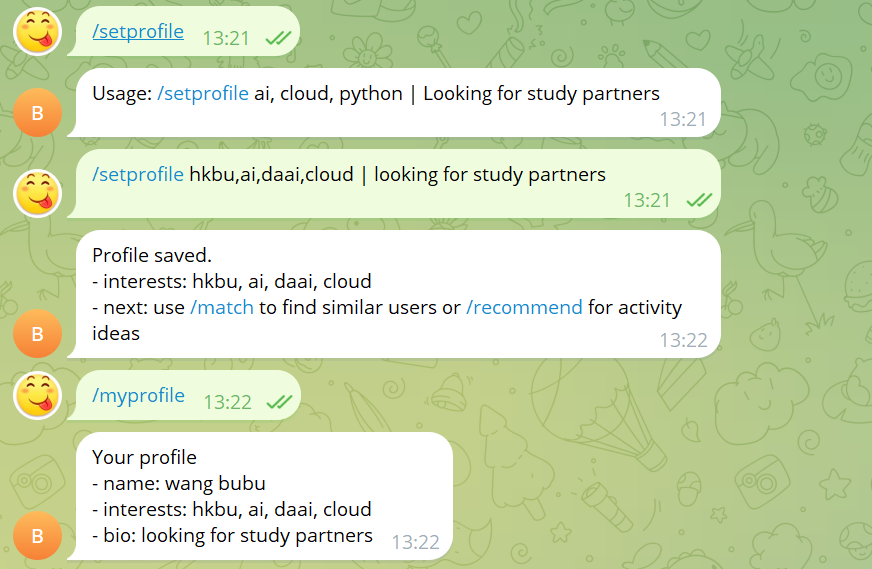 /setprofile 13:21
B
Usage: /setprofile ai, cloud, python | Looking for study partners
13:21
/setprofile hkbu,ai,daai,cloud | looking for study partners
13:21
Profile saved.
- interests: hkbu, ai, daai, cloud
- next: use /match to find similar users or /recommend for activity
ideas
B
13:22
/myprofile 13:22
Your profile
- name: wang bubu
- interests: hkbu, ai, daai, cloud
- bio: looking for study partners 13:22
B